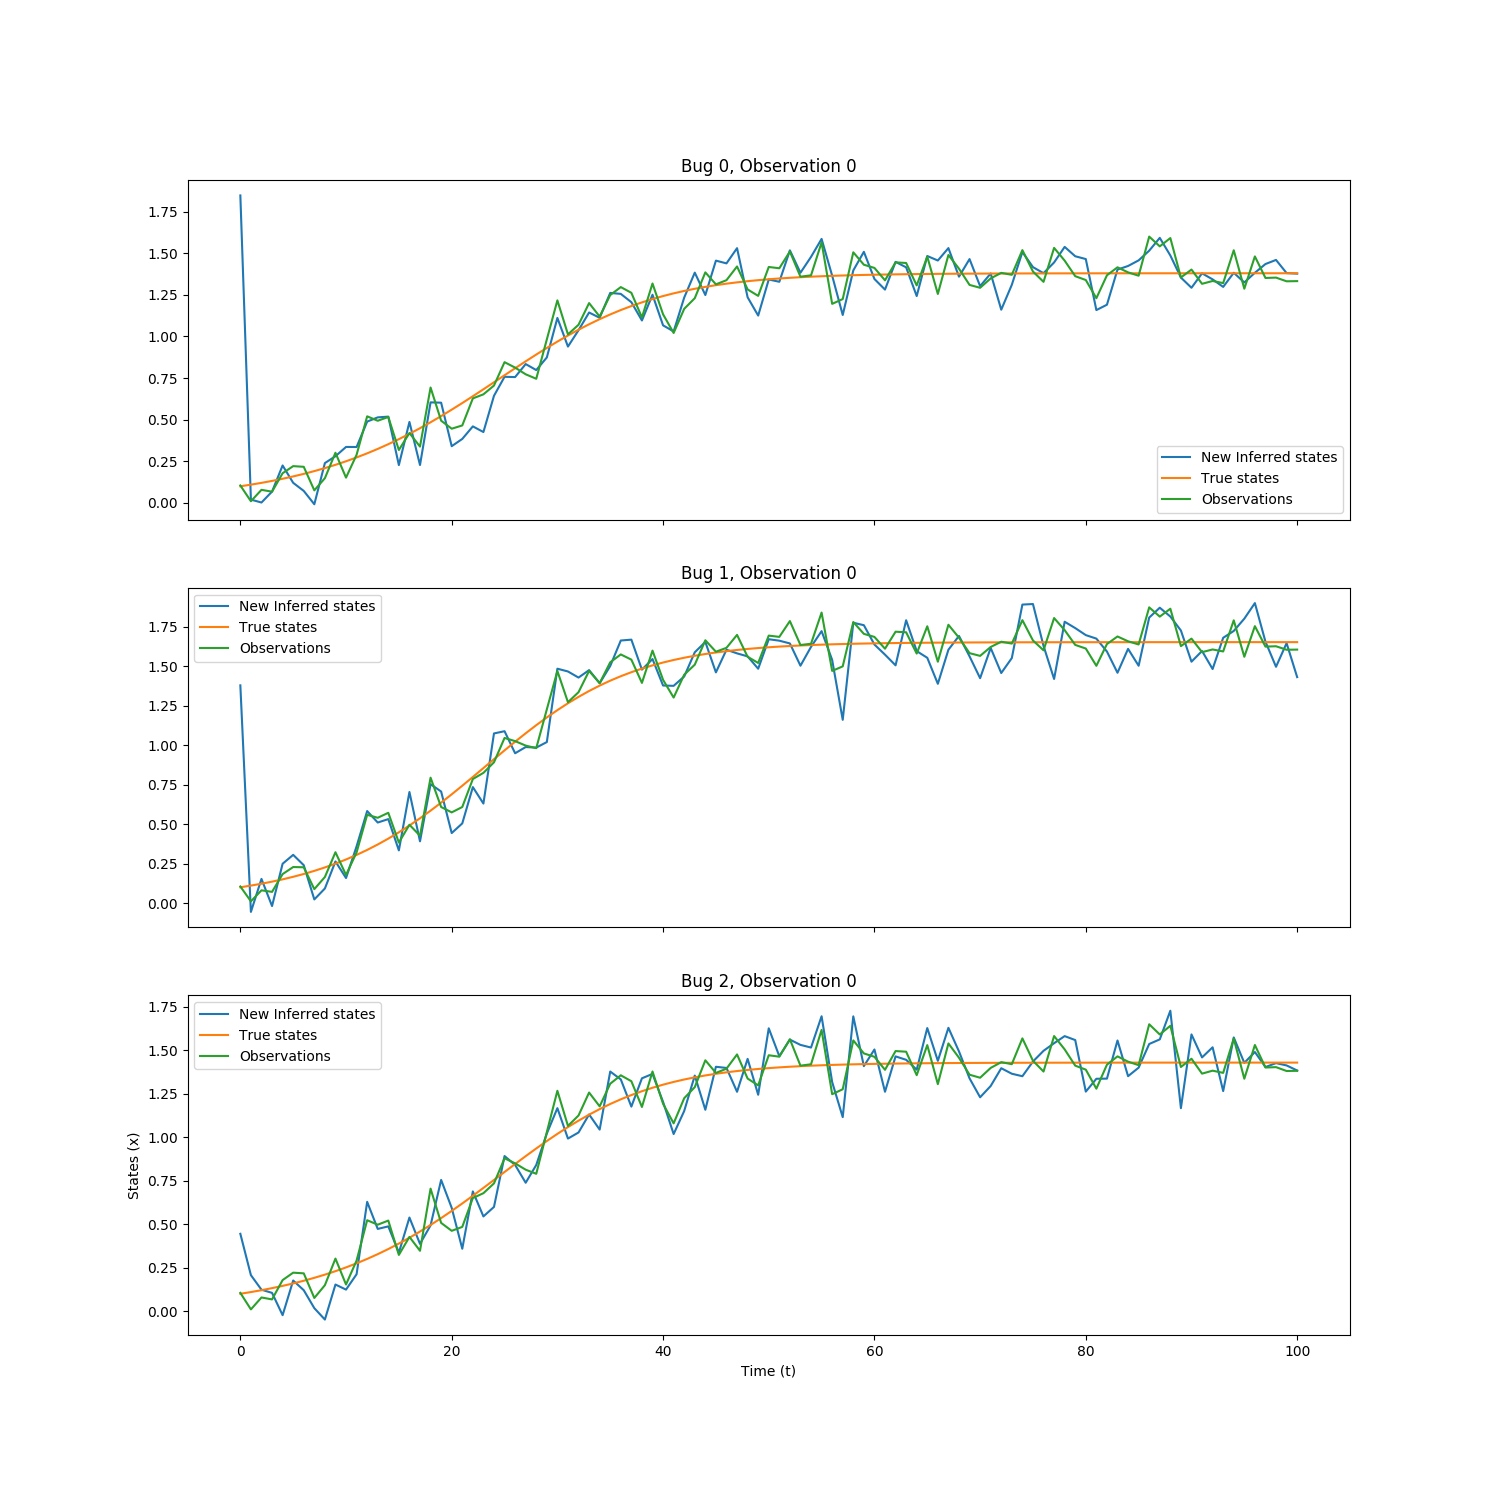 Bug 0, Observation 0
1.75
1.50
1.25
1.00
0.75
0.50
0.25
0.00
New Inferred states
True states
Observations
Bug 1, Observation 0
New Inferred states
True states
Observations
1.75
1.50
1.25
1.00
0.75
0.50
0.25
0.00
Bug 2, Observation 0
New Inferred states
True states
Observations
1.75
1.50
1.25
1.00
0.75
0.50
0.25
0.00
States (x)
0 20 40 60 80 100
Time (t)